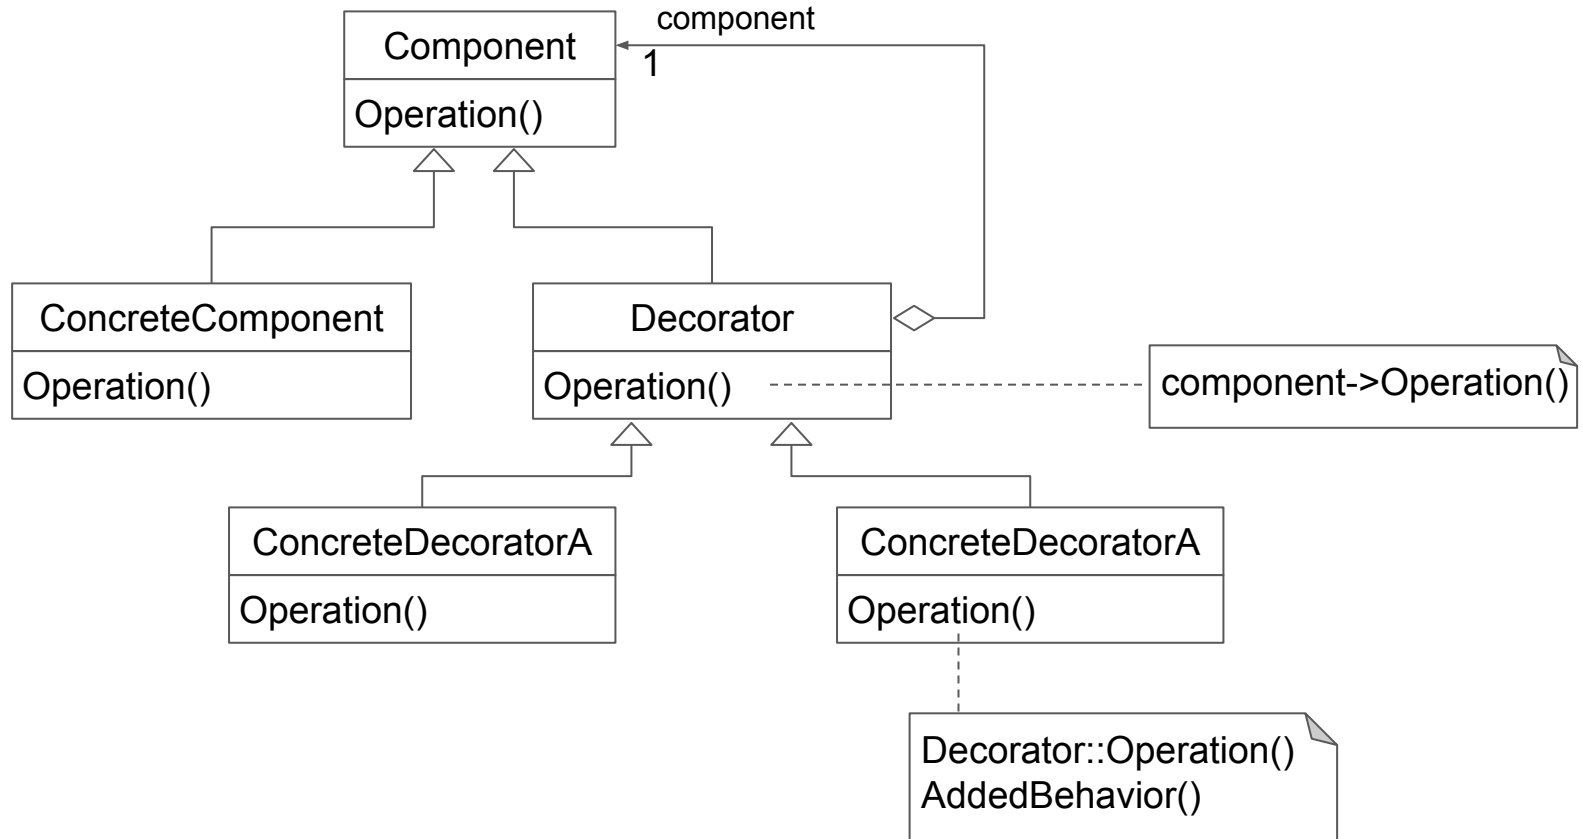 component
Component
1
Operation()
ConcreteComponent
Operation()
Decorator
Operation()
component->Operation()
ConcreteDecoratorA
Operation()
ConcreteDecoratorA
Operation()
Decorator::Operation()
AddedBehavior()